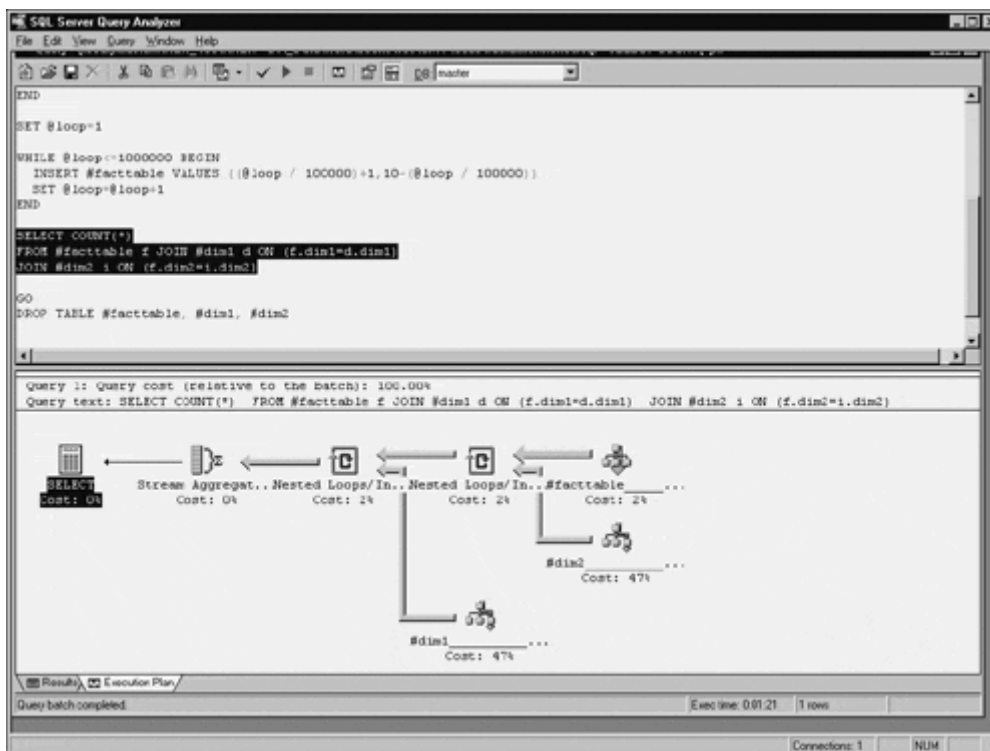 SQL Server Query Analyzer
File Edit View Query Window Help
DB: master
END
SET @loop=1
WHILE @loop<=1000000 BEGIN
INSERT #facttable VALUES ((@loop / 100000)+1,10-(@loop / 100000))
SET @loop=@loop+1
END
SELECT COUNT(*)
FROM #facttable f JOIN #dim1 d ON (f.dim1=d.dim1)
JOIN #dim2 i ON (f.dim2=i.dim2)
GO
DROP TABLE #facttable, #dim1, #dim2
Query 1: Query cost (relative to the batch): 100.00%
Query text: SELECT COUNT(*) FROM #facttable f JOIN #dim1 d ON (f.dim1=d.dim1) JOIN #dim2 i ON (f.dim2=i.dim2)
SELECT Stream Aggregat.. Nested Loops/In.. Nested Loops/In.. #facttable_____...
Cost: 0% Cost: 0% Cost: 2% Cost: 2% Cost: 2%
#dim2_________...
Cost: 47%
#dim1_________...
Cost: 47%
Results Execution Plan
Query batch completed. Exec time: 0:01:21 1 rows
Connections: 1 NUM